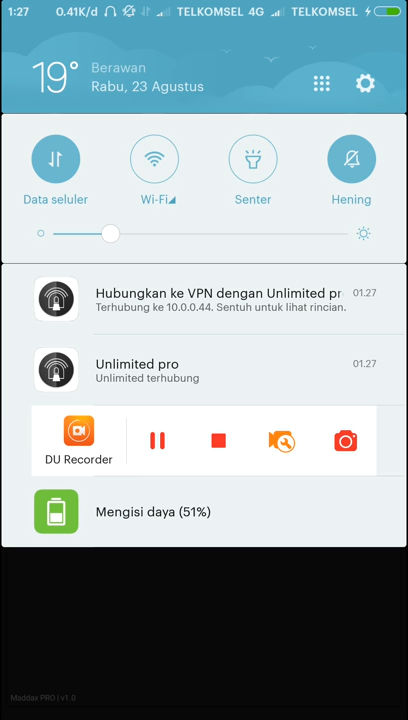 1:27 0.41K/d TELKOMSEL 4G TELKOMSEL
19° Berawan
Rabu, 23 Agustus
Data seluler Wi-Fi Senter Hening
Hubungkan ke VPN dengan Unlimited pr 01.27
Terhubung ke 10.0.0.44. Sentuh untuk lihat rincian.
Unlimited pro 01.27
Unlimited terhubung
DU Recorder
Mengisi daya (51%)
Maddax PRO | v1.0